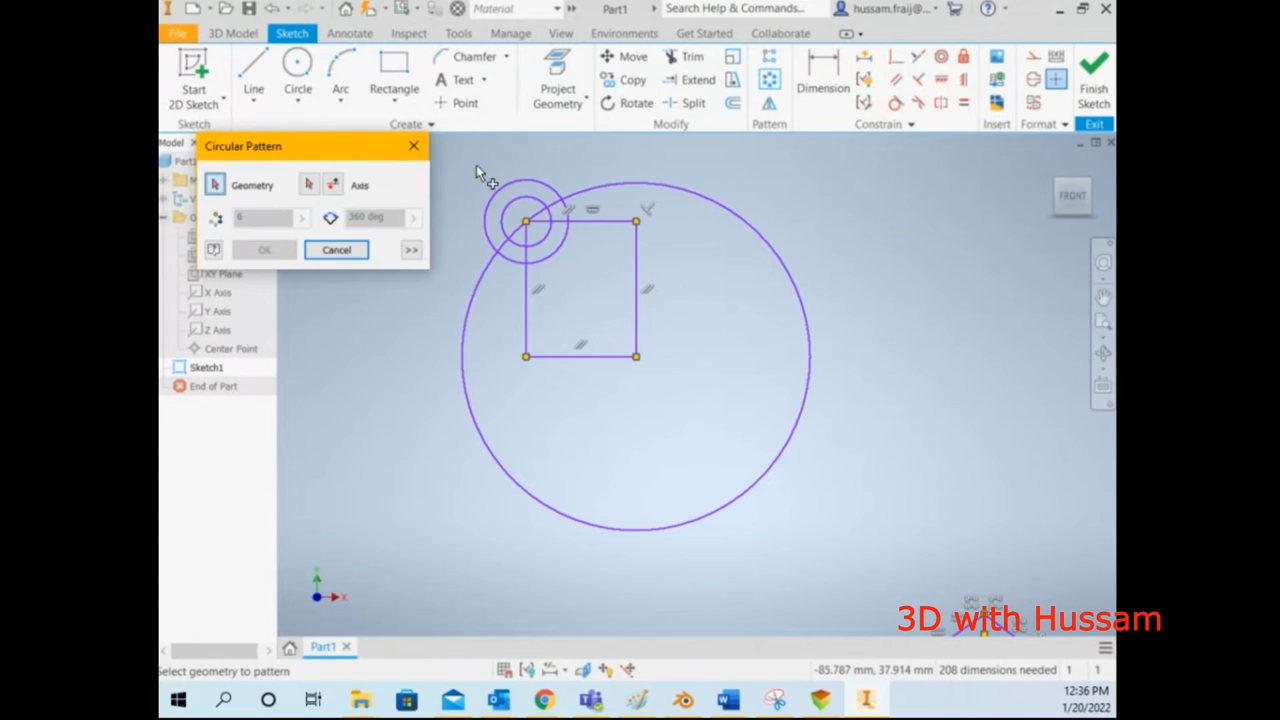 Material
Part1
Search Help & Commands...
hussam.fraij@...
File
3D Model
Sketch
Annotate
Inspect
Tools
Manage
View
Environments
Get Started
Collaborate
Start
2D Sketch
Line
Circle
Arc
Rectangle
Chamfer
Text
Point
Project
Geometry
Move
Copy
Rotate
Trim
Extend
Split
Dimension
Finish
Sketch
Sketch
Create
Modify
Pattern
Constrain
Insert
Format
Exit
Model
Part1
Circular Pattern
Geometry
Axis
6
360 deg
OK
Cancel
>>
XY Plane
X Axis
Y Axis
Z Axis
Center Point
Sketch1
End of Part
FRONT
Y
X
3D with Hussam
Part1
Select geometry to pattern
-85.787 mm, 37.914 mm
208 dimensions needed
1
1
12:36 PM
1/20/2022